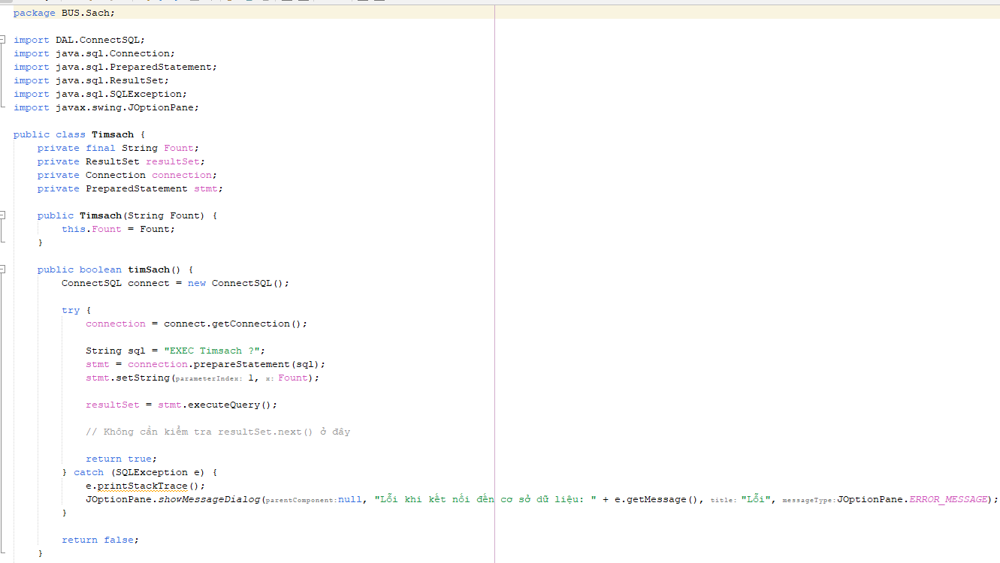 package BUS.Sach;
import DAL.ConnectSQL;
import java.sql.Connection;
import java.sql.PreparedStatement;
import java.sql.ResultSet;
import java.sql.SQLException;
import javax.swing.JOptionPane;
public class Timsach {
private final String Fount;
private ResultSet resultSet;
private Connection connection;
private PreparedStatement stmt;
public Timsach(String Fount) {
this.Fount = Fount;
}
public boolean timSach() {
ConnectSQL connect = new ConnectSQL();
try {
connection = connect.getConnection();
String sql = "EXEC Timsach ?";
stmt = connection.prepareStatement(sql);
stmt.setString(parameterIndex: 1, x: Fount);
resultSet = stmt.executeQuery();
// Không cần kiểm tra resultSet.next() ở đây
return true;
} catch (SQLException e) {
e.printStackTrace();
JOptionPane.showMessageDialog(parentComponent: null, "Lỗi khi kết nối đến cơ sở dữ liệu: " + e.getMessage(), title: "Lỗi", messageType: JOptionPane.ERROR_MESSAGE);
}
return false;
}